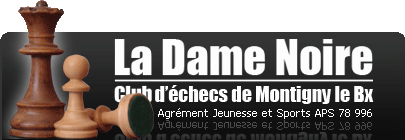 La Dame Noire
Club d'échecs de Montigny le Bx
Agrément Jeunesse et Sports APS 78 996